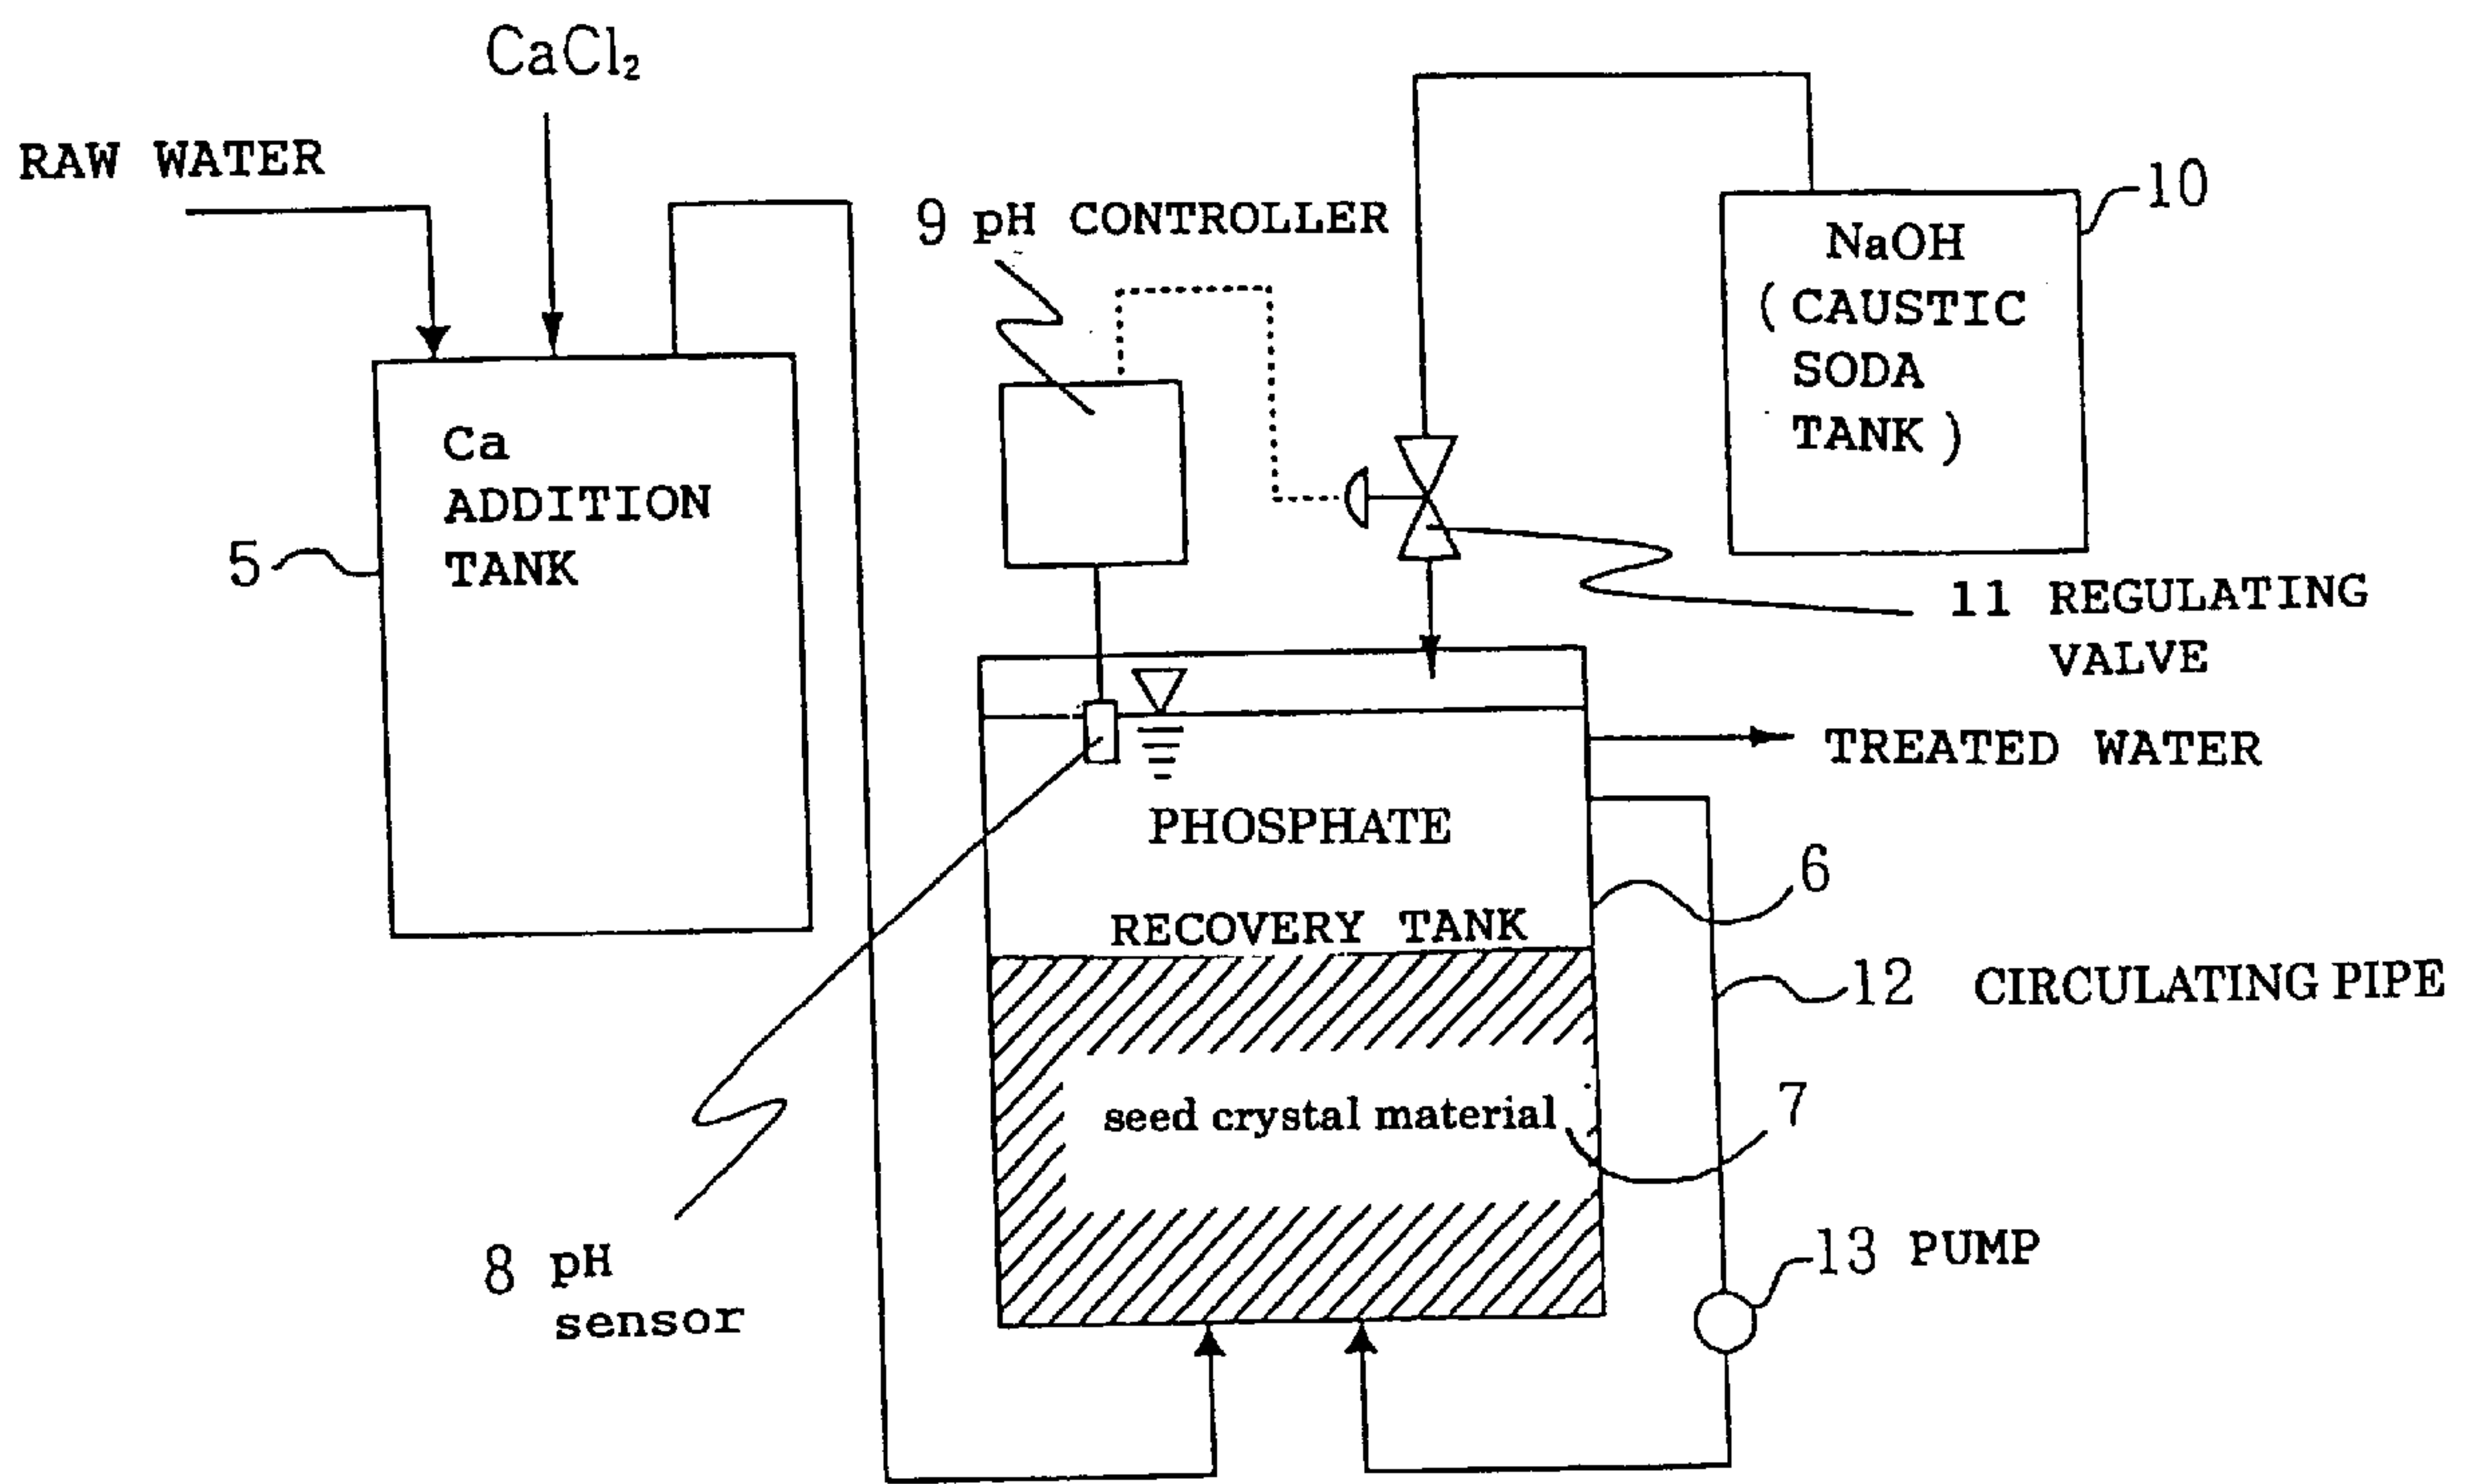 CaCl₂
RAW WATER
Ca
ADDITION
TANK
5
9 pH CONTROLLER
10
NaOH
(CAUSTIC
SODA
TANK)
11 REGULATING
VALVE
TREATED WATER
PHOSPHATE
RECOVERY TANK
6
12 CIRCULATING PIPE
seed crystal material
7
8 pH
sensor
13 PUMP